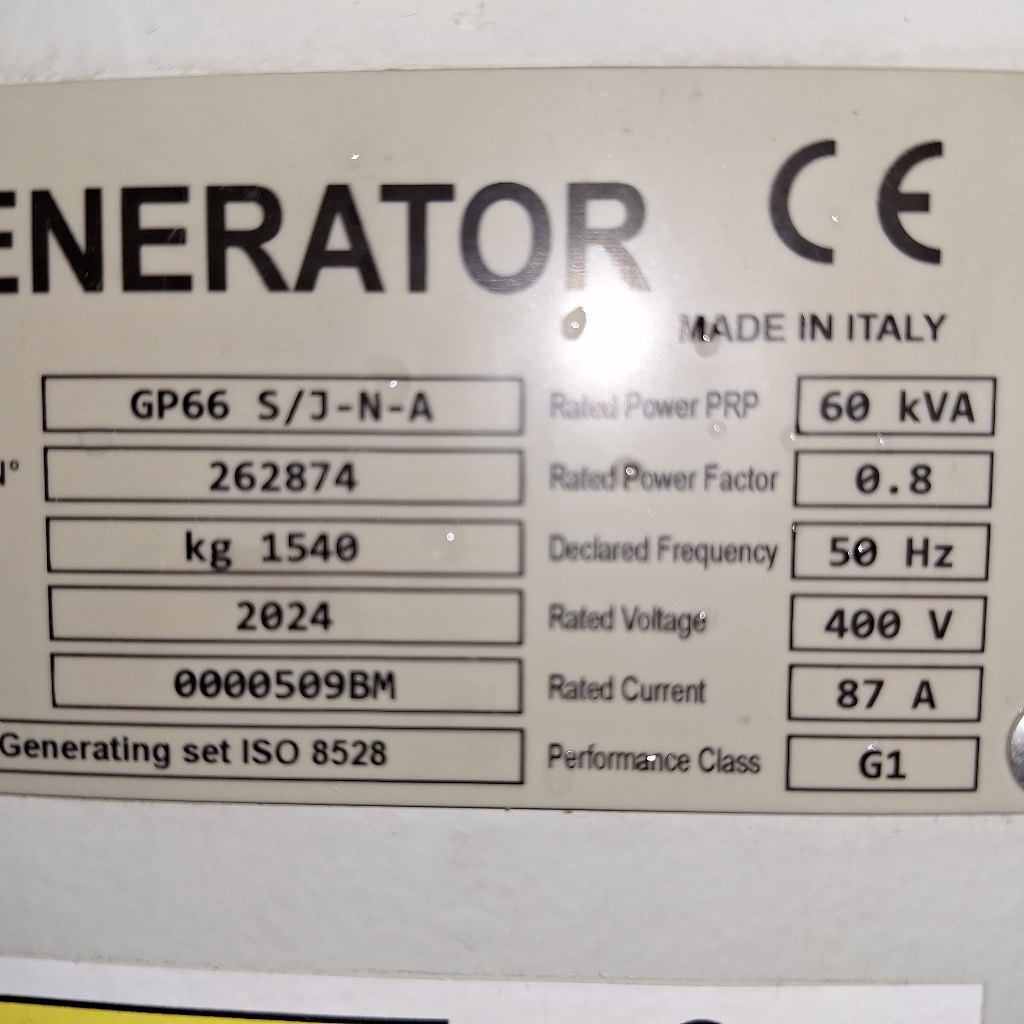 ENERATOR
CE
MADE IN ITALY
GP66 S/J-N-A Rated Power PRP 60 kVA
N° 262874 Rated Power Factor 0.8
kg 1540 Declared Frequency 50 Hz
2024 Rated Voltage 400 V
0000509BM Rated Current 87 A
Generating set ISO 8528 Performance Class G1